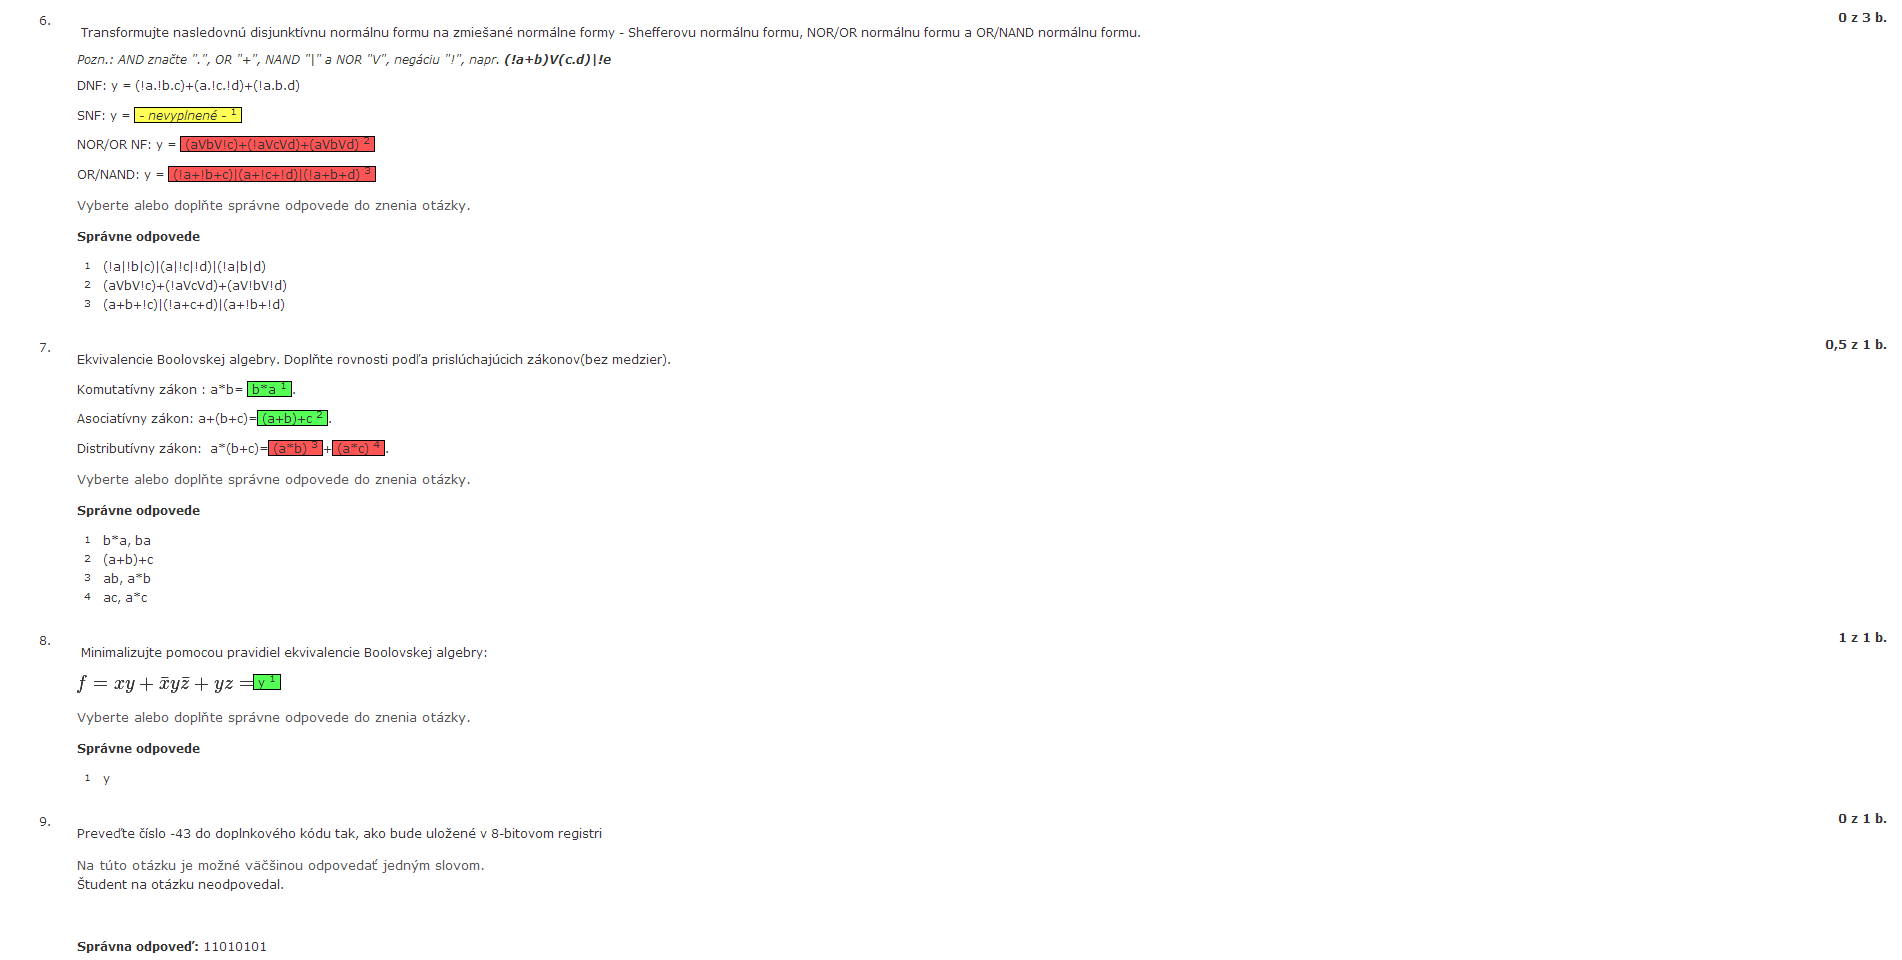 6.
0 z 3 b.
Transformujte nasledovnú disjunktívnu normálnu formu na zmiešané normálne formy - Shefferovu normálnu formu, NOR/OR normálnu formu a OR/NAND normálnu formu.
Pozn.: AND značte ".", OR "+", NAND "|" a NOR "V", negáciu "!", napr. (!a+b)V(c.d)|!e
DNF: y = (!a.!b.c)+(a.!c.!d)+(!a.b.d)
SNF: y = - nevyplnené - 1
NOR/OR NF: y = (aVbV!c)+(!aVcVd)+(aVbVd) 2
OR/NAND: y = (!a+!b+c)|(a+!c+!d)|(!a+b+d) 3
Vyberte alebo doplňte správne odpovede do znenia otázky.
Správne odpovede
1 (!a|!b|c)|(a|!c|!d)|(!a|b|d)
2 (aVbV!c)+(!aVcVd)+(aV!bV!d)
3 (a+b+!c)|(!a+c+d)|(a+!b+!d)
7.
0,5 z 1 b.
Ekvivalencie Boolovskej algebry. Doplňte rovnosti podľa prislúchajúcich zákonov(bez medzier).
Komutatívny zákon : a*b= b*a 1.
Asociatívny zákon: a+(b+c)= (a+b)+c 2.
Distributívny zákon: a*(b+c)= (a*b) 3+ (a*c) 4.
Vyberte alebo doplňte správne odpovede do znenia otázky.
Správne odpovede
1 b*a, ba
2 (a+b)+c
3 ab, a*b
4 ac, a*c
8.
1 z 1 b.
Minimalizujte pomocou pravidiel ekvivalencie Boolovskej algebry:
f = xy + x̄yz̄ + yz = y 1
Vyberte alebo doplňte správne odpovede do znenia otázky.
Správne odpovede
1 y
9.
0 z 1 b.
Preveďte číslo -43 do doplnkového kódu tak, ako bude uložené v 8-bitovom registri
Na túto otázku je možné väčšinou odpovedať jedným slovom.
Študent na otázku neodpovedal.
Správna odpoveď: 11010101